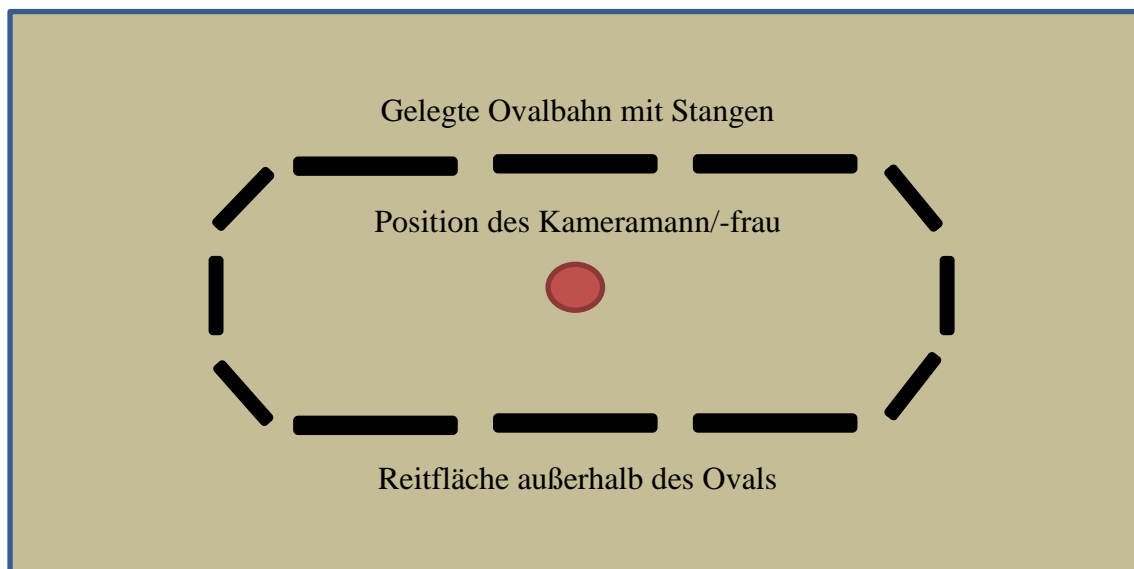 Gelegte Ovalbahn mit Stangen
Position des Kameramann/-frau
Reitfläche außerhalb des Ovals